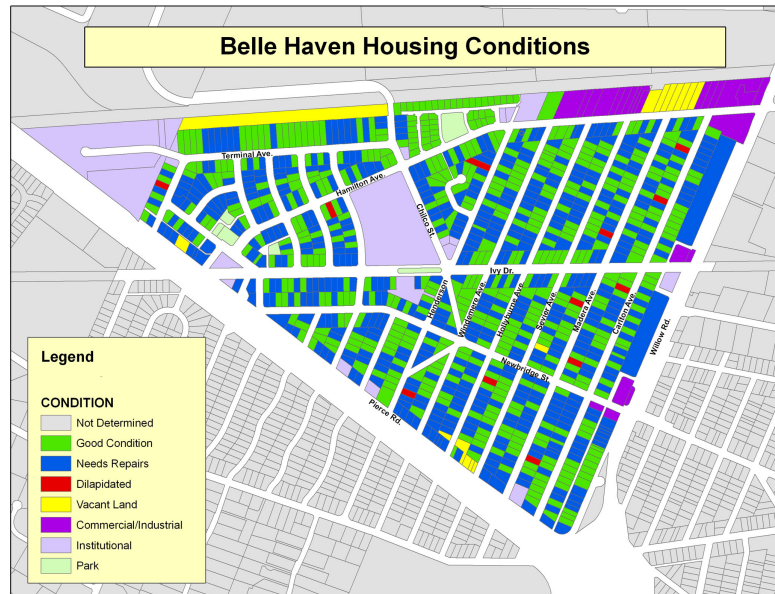 Belle Haven Housing Conditions
Terminal Ave.
Hamilton Ave.
Chilco St.
Ivy Dr.
Henderson
Windemere Ave.
Hollyburne Ave.
Sevier Ave.
Madera Ave.
Carlton Ave.
Willow Rd.
Newbridge St.
Pierce Rd.
Legend
CONDITION
Not Determined
Good Condition
Needs Repairs
Dilapidated
Vacant Land
Commercial/Industrial
Institutional
Park